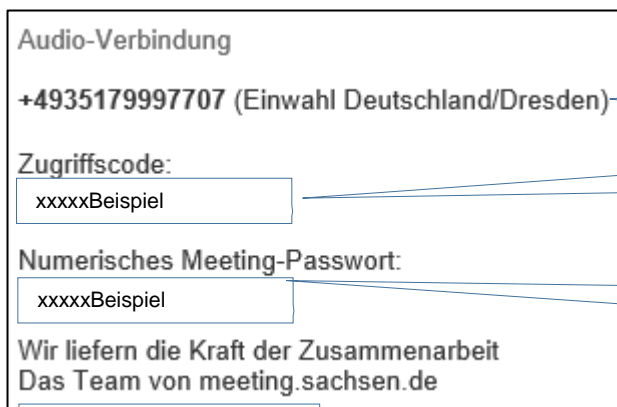 Audio-Verbindung
+4935179997707 (Einwahl Deutschland/Dresden)
Zugriffscode:
xxxxxBeispiel
Numerisches Meeting-Passwort:
xxxxxBeispiel
Wir liefern die Kraft der Zusammenarbeit
Das Team von meeting.sachsen.de